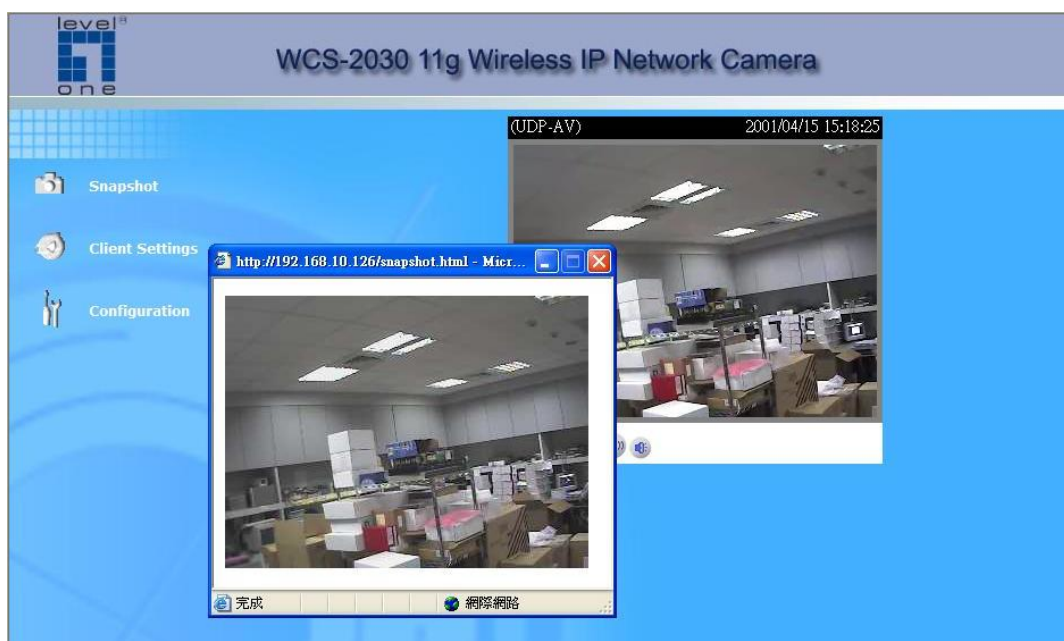 level®
one
WCS-2030 11g Wireless IP Network Camera
(UDP-AV) 2001/04/15 15:18:25
Snapshot
Client Settings
Configuration
http://192.168.10.126/snapshot.html - Micr...
完成
網際網路